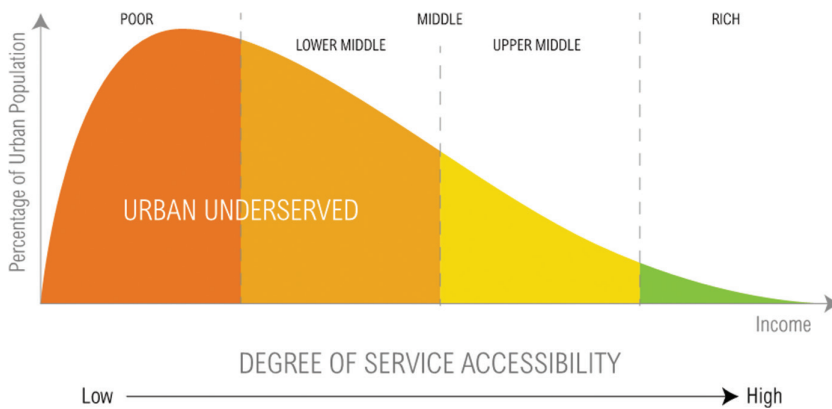 POOR
MIDDLE
RICH
LOWER MIDDLE
UPPER MIDDLE
Percentage of Urban Population
URBAN UNDERSERVED
Income
DEGREE OF SERVICE ACCESSIBILITY
Low
High